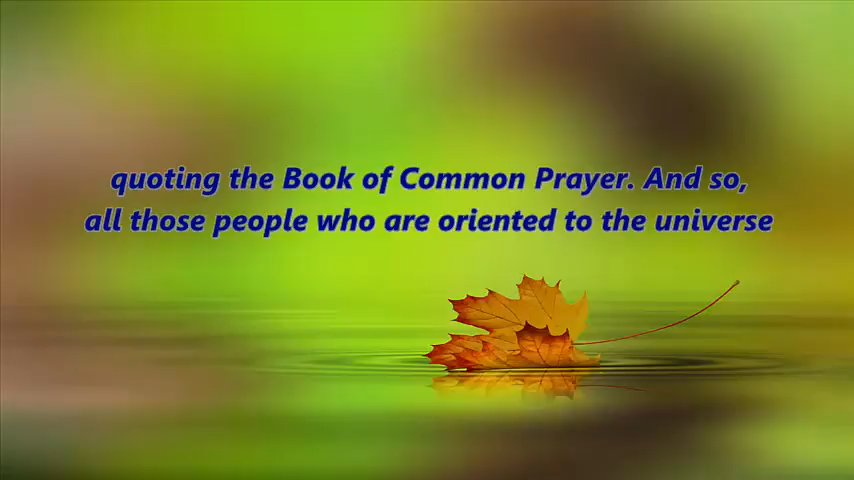 quoting the Book of Common Prayer. And so,
all those people who are oriented to the universe